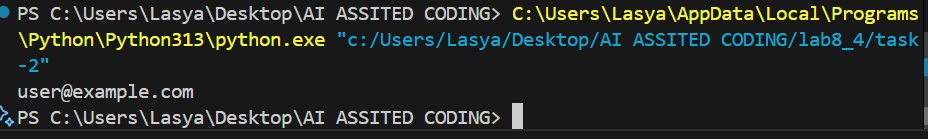 PS C:\Users\Lasya\Desktop\AI ASSITED CODING> C:\Users\Lasya\AppData\Local\Programs
\Python\Python313\python.exe "c:/Users/Lasya/Desktop/AI ASSITED CODING/lab8_4/task
-2"
user@example.com
PS C:\Users\Lasya\Desktop\AI ASSITED CODING>